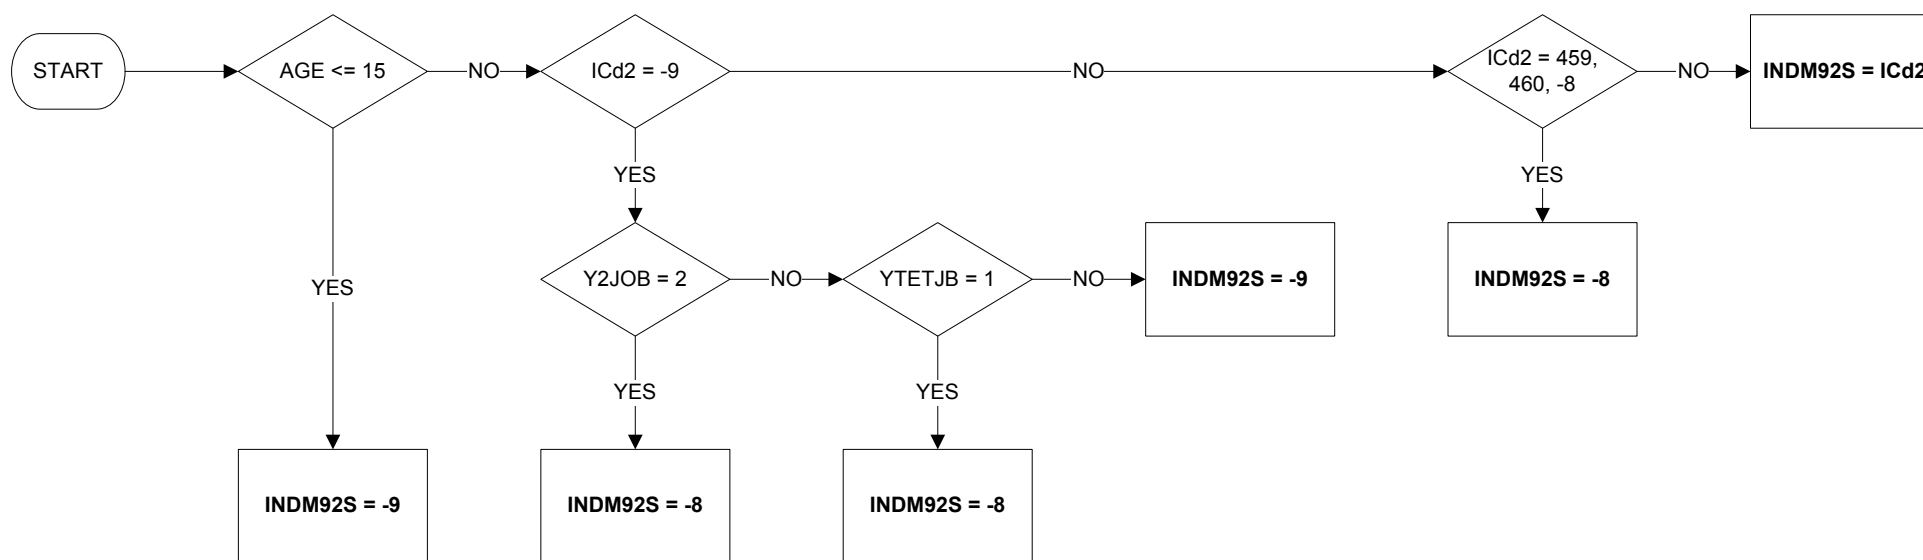 START
AGE <= 15
NO
ICd2 = -9
NO
ICd2 = 459,
460, -8
NO
INDM92S = ICd2
YES
YES
YES
Y2JOB = 2
NO
YTETJB = 1
NO
INDM92S = -9
INDM92S = -8
YES
YES
INDM92S = -9
INDM92S = -8
INDM92S = -8